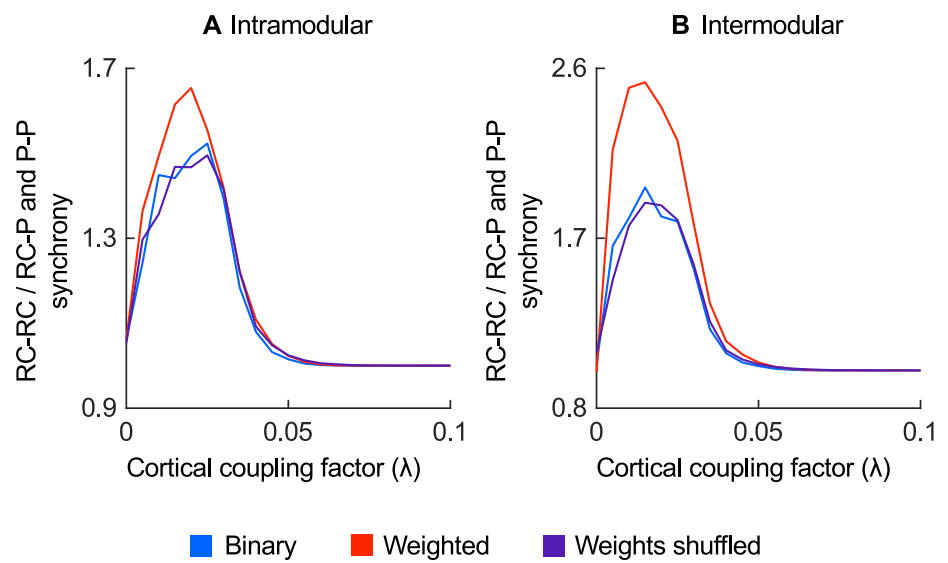 A Intramodular
1.7
1.3
0.9
0
0.05
0.1
RC-RC / RC-P and P-P
synchrony
Cortical coupling factor (λ)
B Intermodular
2.6
1.7
0.8
0
0.05
0.1
RC-RC / RC-P and P-P
synchrony
Cortical coupling factor (λ)
Binary
Weighted
Weights shuffled